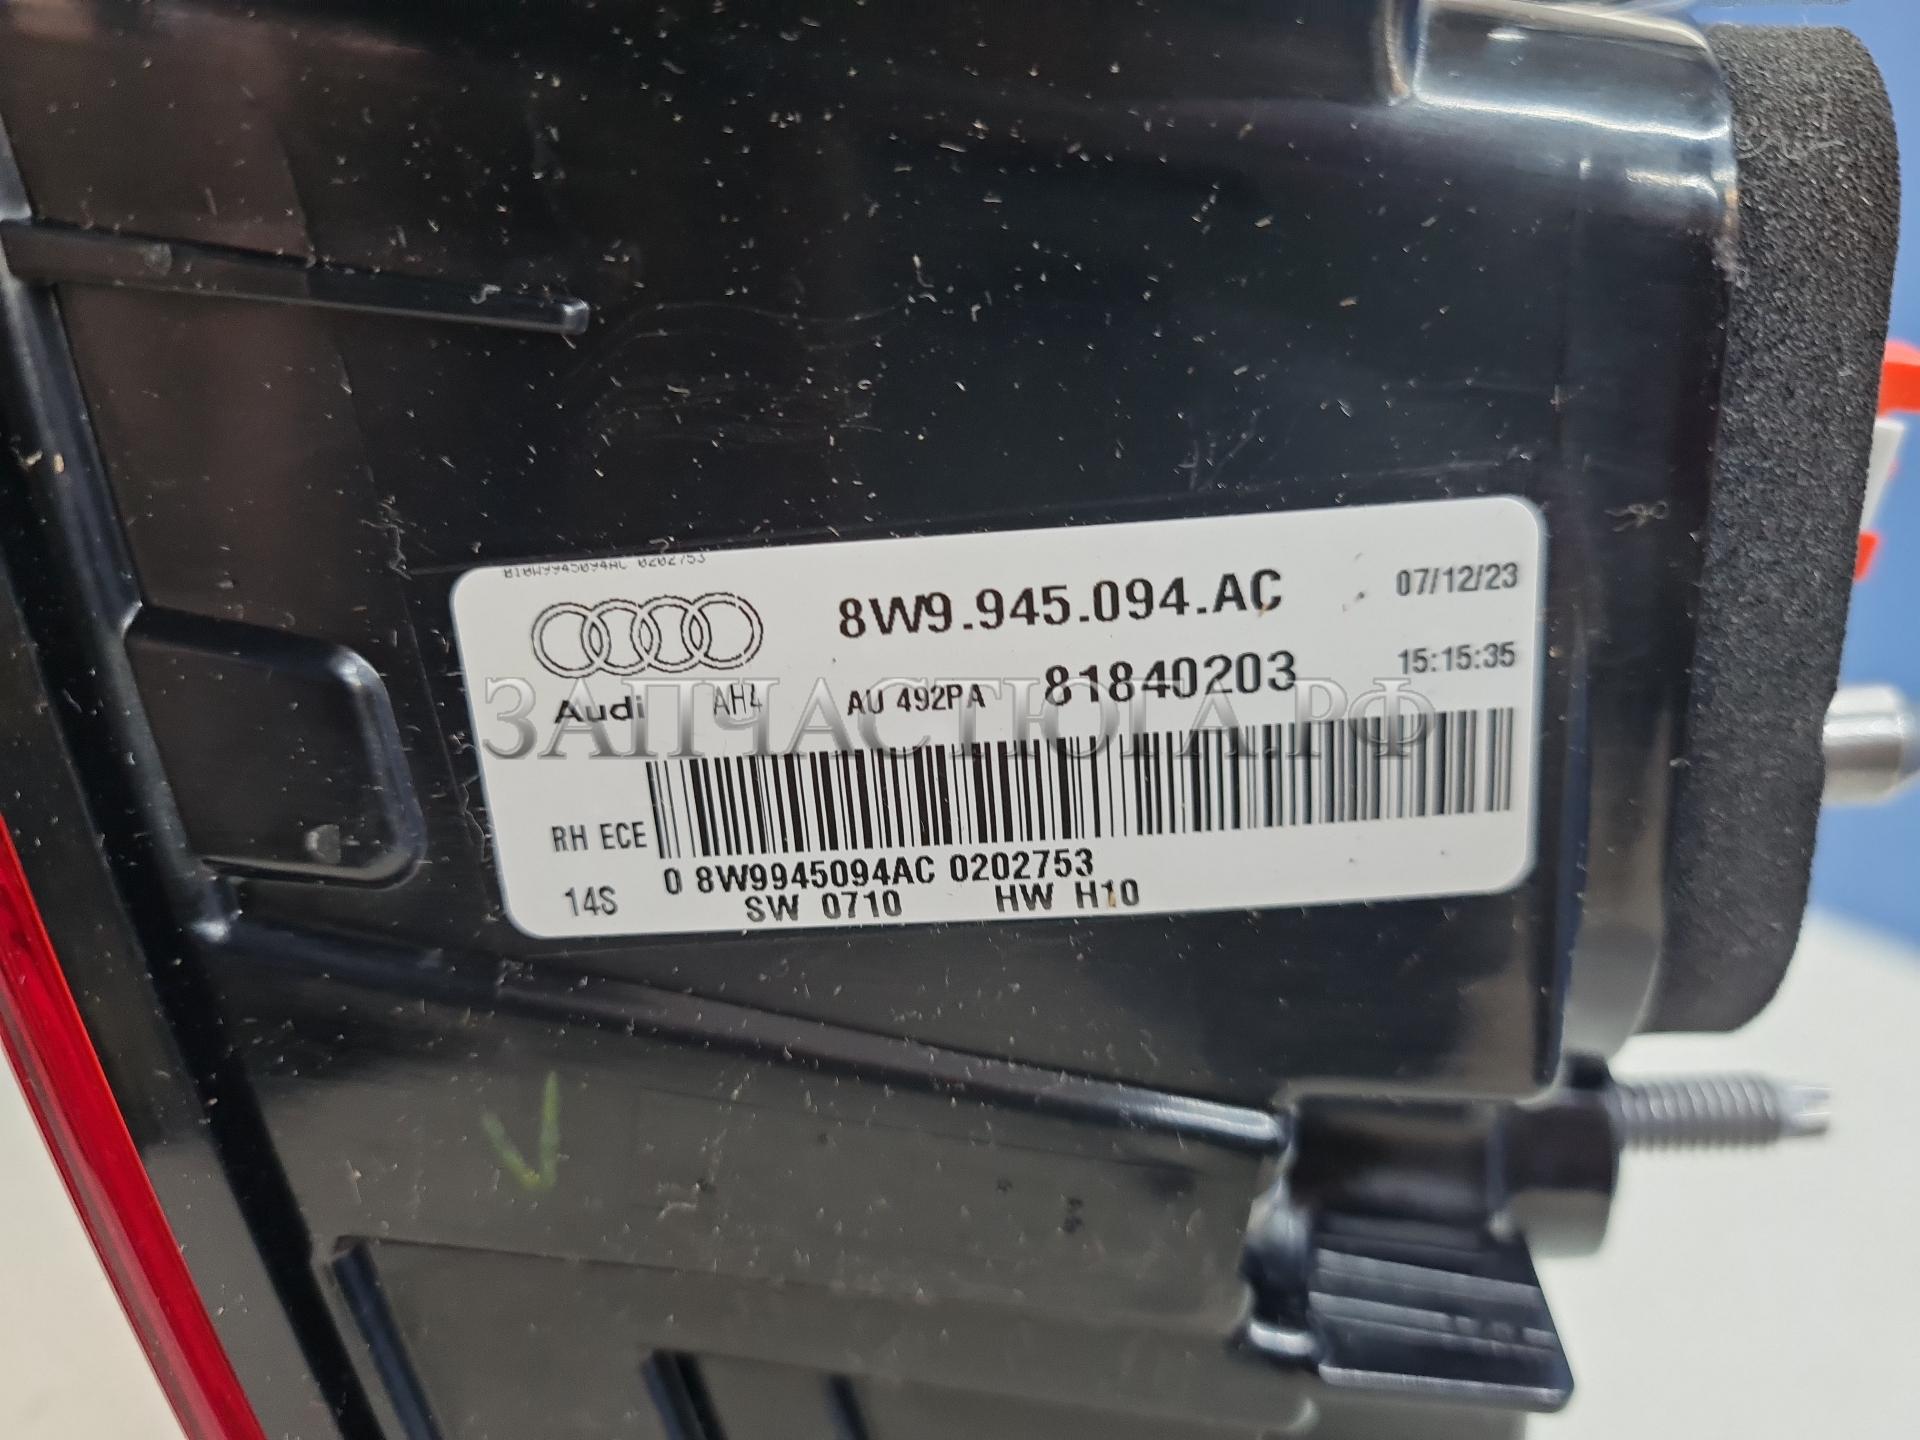 818W9945094AC 0202753
8W9.945.094.AC 07/12/23
Audi AH4 AU 492PA 81840203 15:15:35
ЗАПЧАСТЮГА.РФ
RH ECE
0 8W9945094AC 0202753
14S SW 0710 HW H10